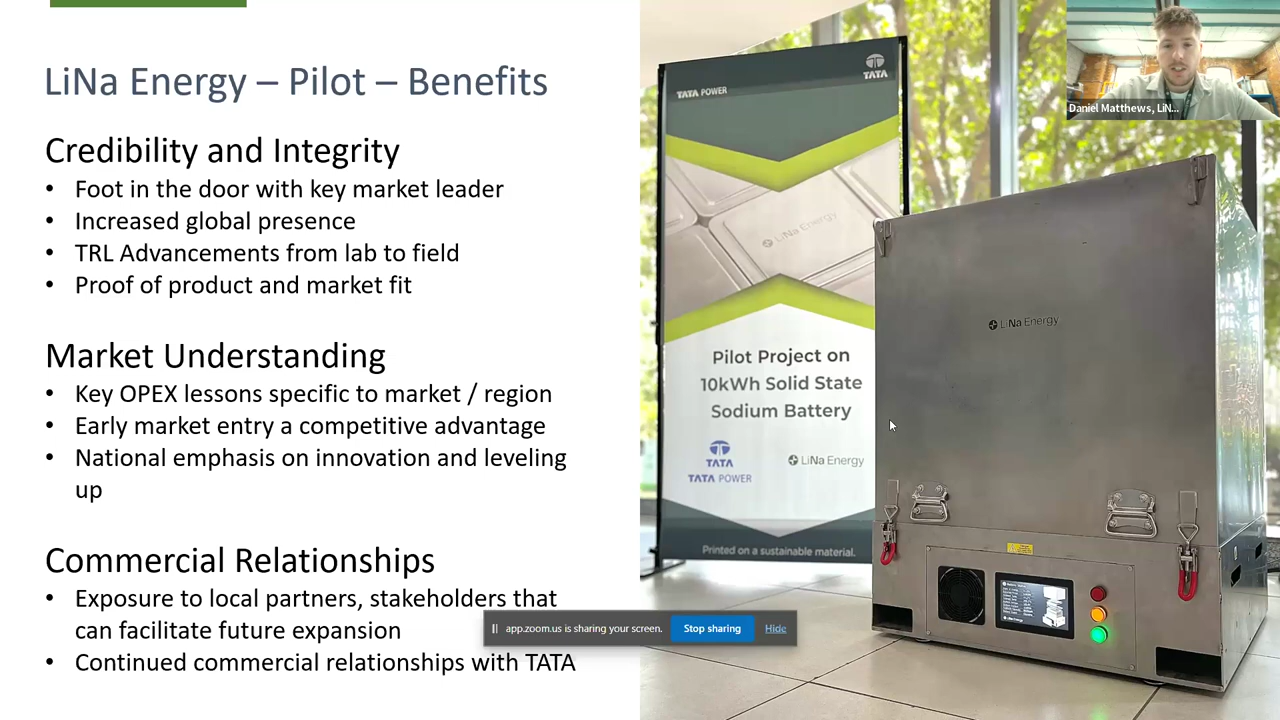 LiNa Energy – Pilot – Benefits
Credibility and Integrity
• Foot in the door with key market leader
• Increased global presence
• TRL Advancements from lab to field
• Proof of product and market fit
Market Understanding
• Key OPEX lessons specific to market / region
• Early market entry a competitive advantage
• National emphasis on innovation and leveling
up
Commercial Relationships
• Exposure to local partners, stakeholders that
can facilitate future expansion
• Continued commercial relationships with TATA
TATA POWER
TATA
LiNa Energy
Pilot Project on
10kWh Solid State
Sodium Battery
TATA
TATA POWER
LiNa Energy
Printed on a sustainable material.
LiNa Energy
Daniel Matthews, LiN...
app.zoom.us is sharing your screen.
Stop sharing
Hide